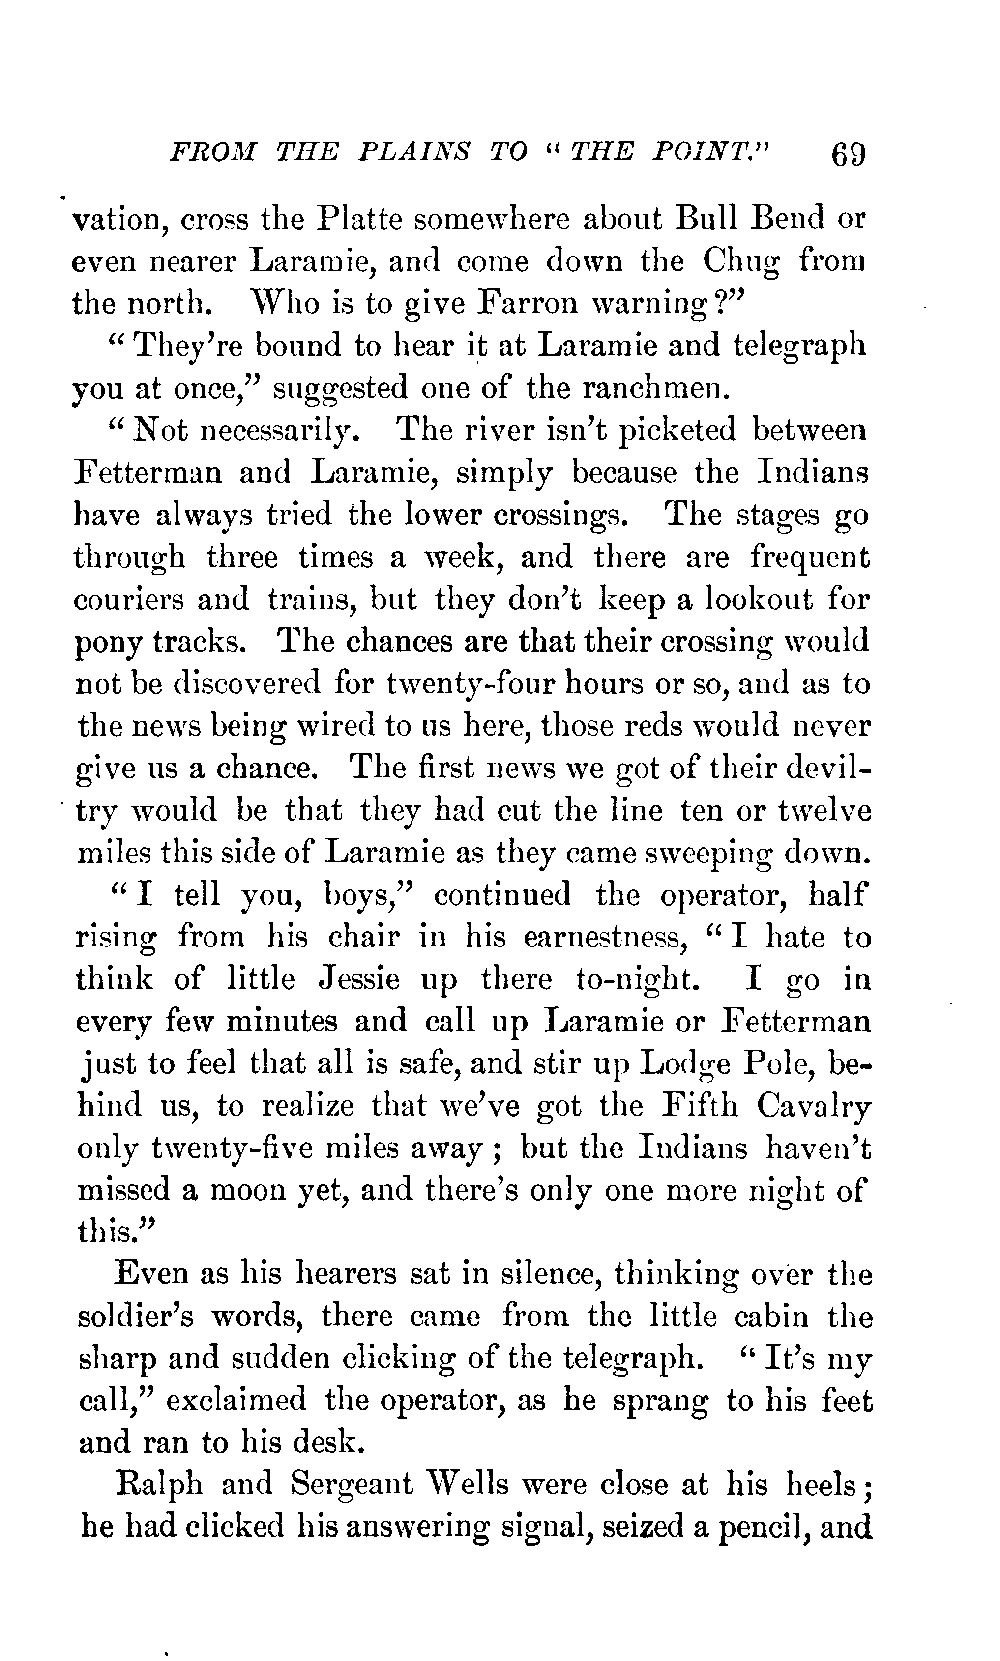 FROM THE PLAINS TO "THE POINT." 69
vation, cross the Platte somewhere about Bull Bend or
even nearer Laramie, and come down the Chug from
the north. Who is to give Farron warning?"
"They're bound to hear it at Laramie and telegraph
you at once," suggested one of the ranchmen.
"Not necessarily. The river isn't picketed between
Fetterman and Laramie, simply because the Indians
have always tried the lower crossings. The stages go
through three times a week, and there are frequent
couriers and trains, but they don't keep a lookout for
pony tracks. The chances are that their crossing would
not be discovered for twenty-four hours or so, and as to
the news being wired to us here, those reds would never
give us a chance. The first news we got of their devil-
try would be that they had cut the line ten or twelve
miles this side of Laramie as they came sweeping down.
"I tell you, boys," continued the operator, half
rising from his chair in his earnestness, "I hate to
think of little Jessie up there to-night. I go in
every few minutes and call up Laramie or Fetterman
just to feel that all is safe, and stir up Lodge Pole, be-
hind us, to realize that we've got the Fifth Cavalry
only twenty-five miles away; but the Indians haven't
missed a moon yet, and there's only one more night of
this."
Even as his hearers sat in silence, thinking over the
soldier's words, there came from the little cabin the
sharp and sudden clicking of the telegraph. "It's my
call," exclaimed the operator, as he sprang to his feet
and ran to his desk.
Ralph and Sergeant Wells were close at his heels;
he had clicked his answering signal, seized a pencil, and